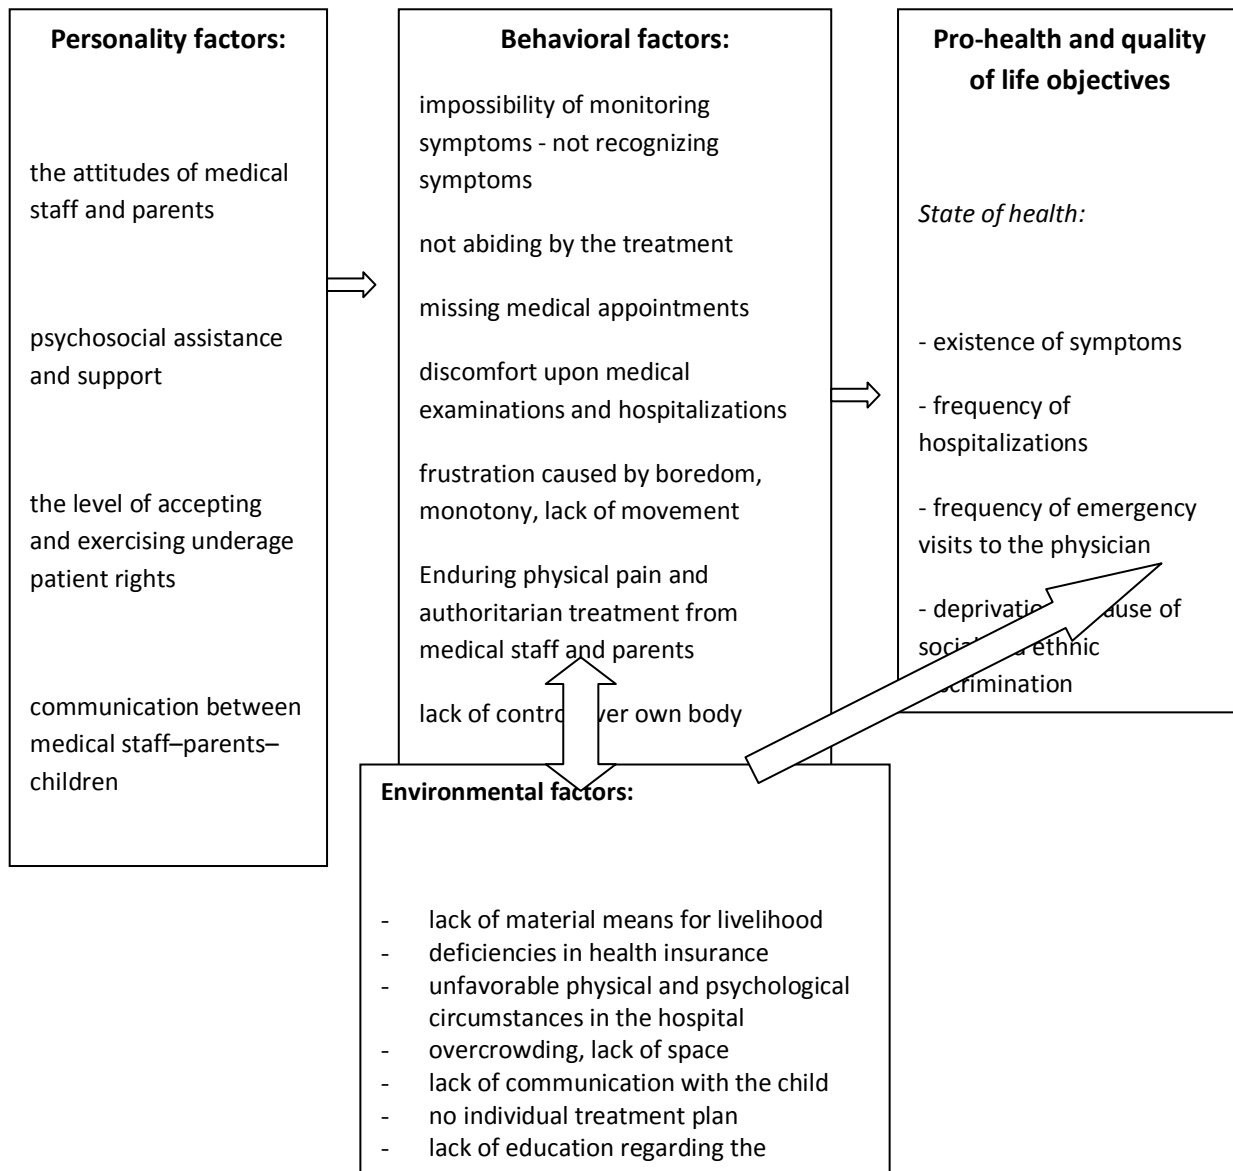 Personality factors:
the attitudes of medical
staff and parents
psychosocial assistance
and support
the level of accepting
and exercising underage
patient rights
communication between
medical staff–parents–
children
Behavioral factors:
impossibility of monitoring
symptoms - not recognizing
symptoms
not abiding by the treatment
missing medical appointments
discomfort upon medical
examinations and hospitalizations
frustration caused by boredom,
monotony, lack of movement
Enduring physical pain and
authoritarian treatment from
medical staff and parents
lack of control over own body
Pro-health and quality
of life objectives
State of health:
- existence of symptoms
- frequency of
hospitalizations
- frequency of emergency
visits to the physician
- deprivation because of
social and ethnic
discrimination
Environmental factors:
- lack of material means for livelihood
- deficiencies in health insurance
- unfavorable physical and psychological
circumstances in the hospital
- overcrowding, lack of space
- lack of communication with the child
- no individual treatment plan
- lack of education regarding the